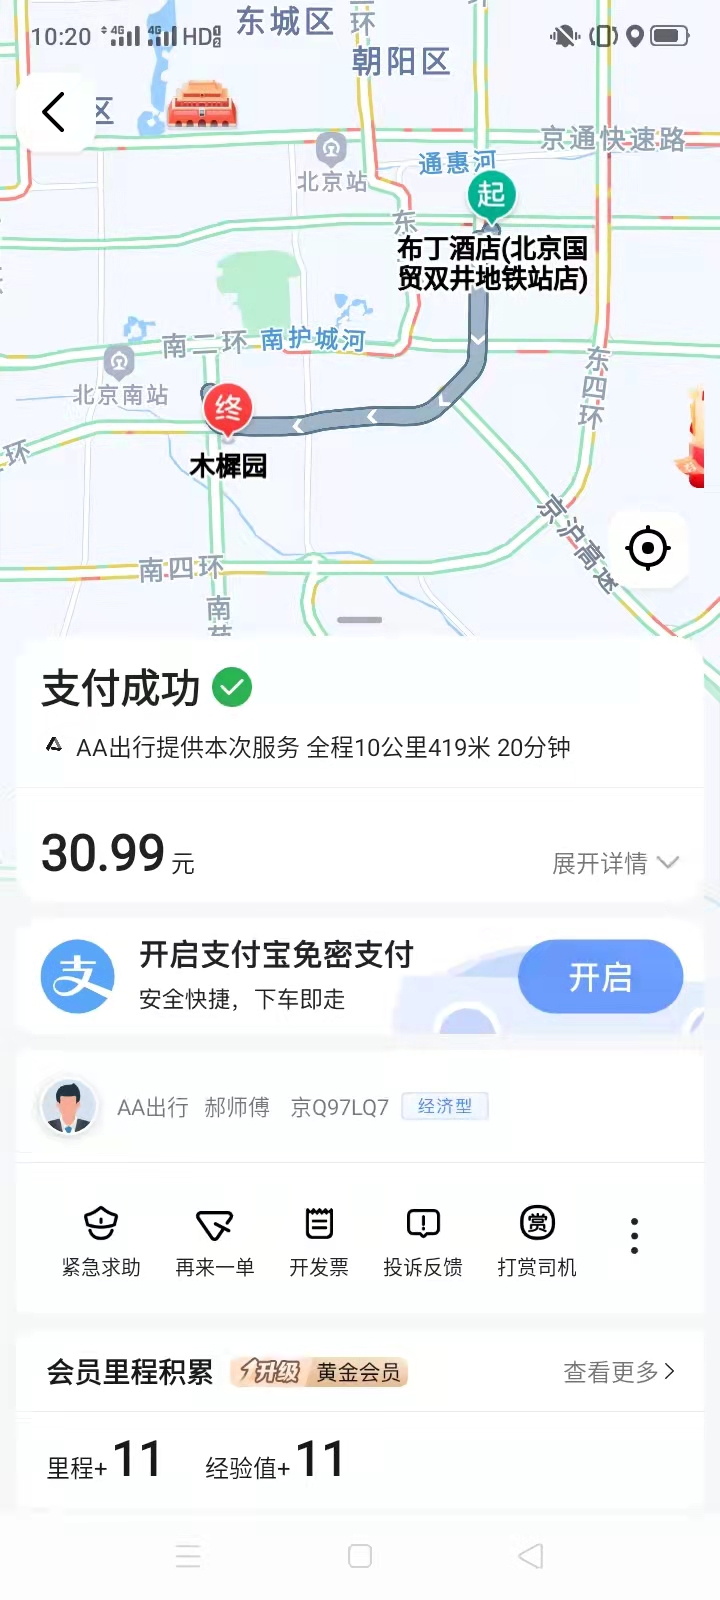 10:20 4G 4G HD
东城区
二环
朝阳区
区
京通快速路
通惠河
北京站
起
东
布丁酒店(北京国
贸双井地铁站店)
南二环
南护城河
北京南站
东四环
终
环
木樨园
京沪高速
南四环
南苑
支付成功
AA出行提供本次服务 全程10公里419米 20分钟
30.99 元
展开详情
支
开启支付宝免密支付
安全快捷，下车即走
开启
AA出行 郝师傅 京Q97LQ7 经济型
紧急求助 再来一单 开发票 投诉反馈 赏 打赏司机
会员里程积累 升级 黄金会员 查看更多
里程+11 经验值+11